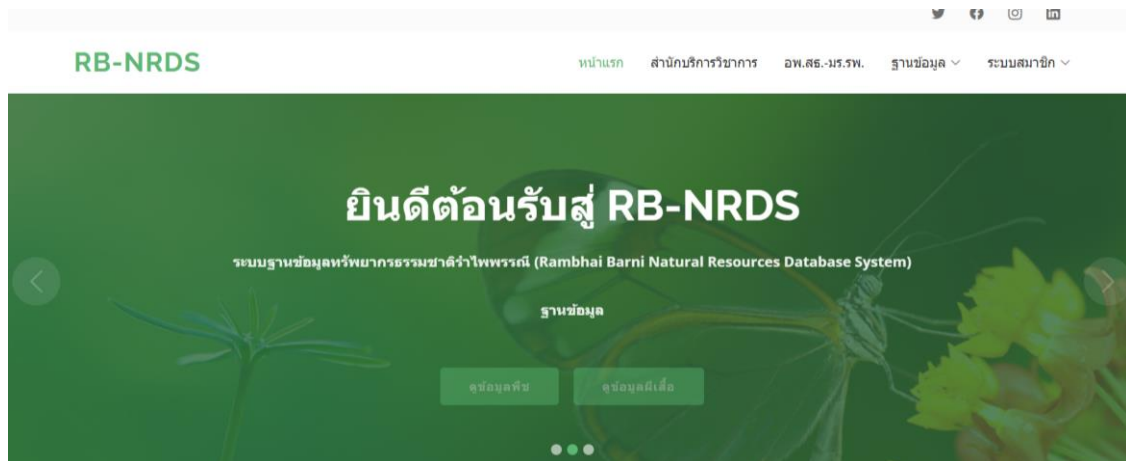 RB-NRDS
หน้าแรก สำนักบริการวิชาการ อพ.สธ.-มร.รพ. ฐานข้อมูล ระบบสมาชิก
ยินดีต้อนรับสู่ RB-NRDS
ระบบฐานข้อมูลทรัพยากรธรรมชาติรำไพพรรณี (Rambhai Barni Natural Resources Database System)
ฐานข้อมูล
ดูข้อมูลพืช ดูข้อมูลผีเสื้อ